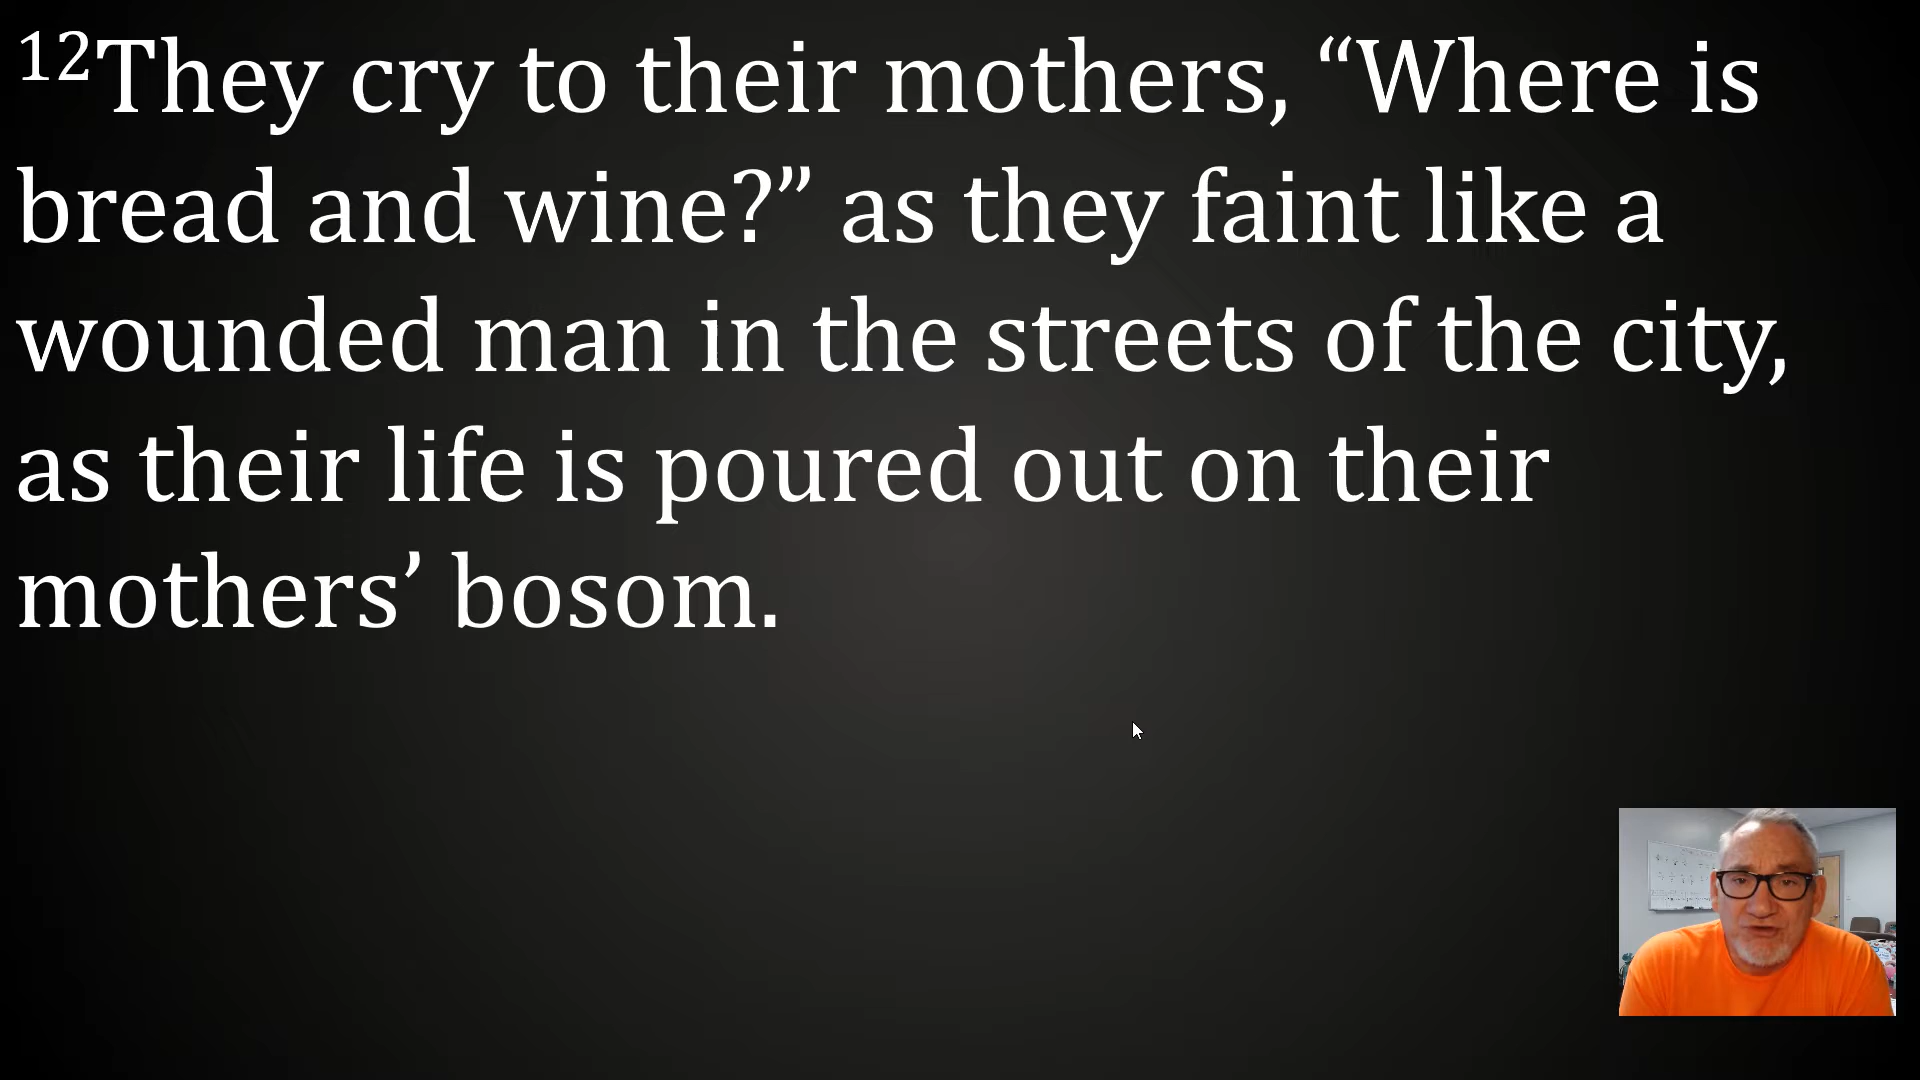 12They cry to their mothers, “Where is
bread and wine?” as they faint like a
wounded man in the streets of the city,
as their life is poured out on their
mothers’ bosom.